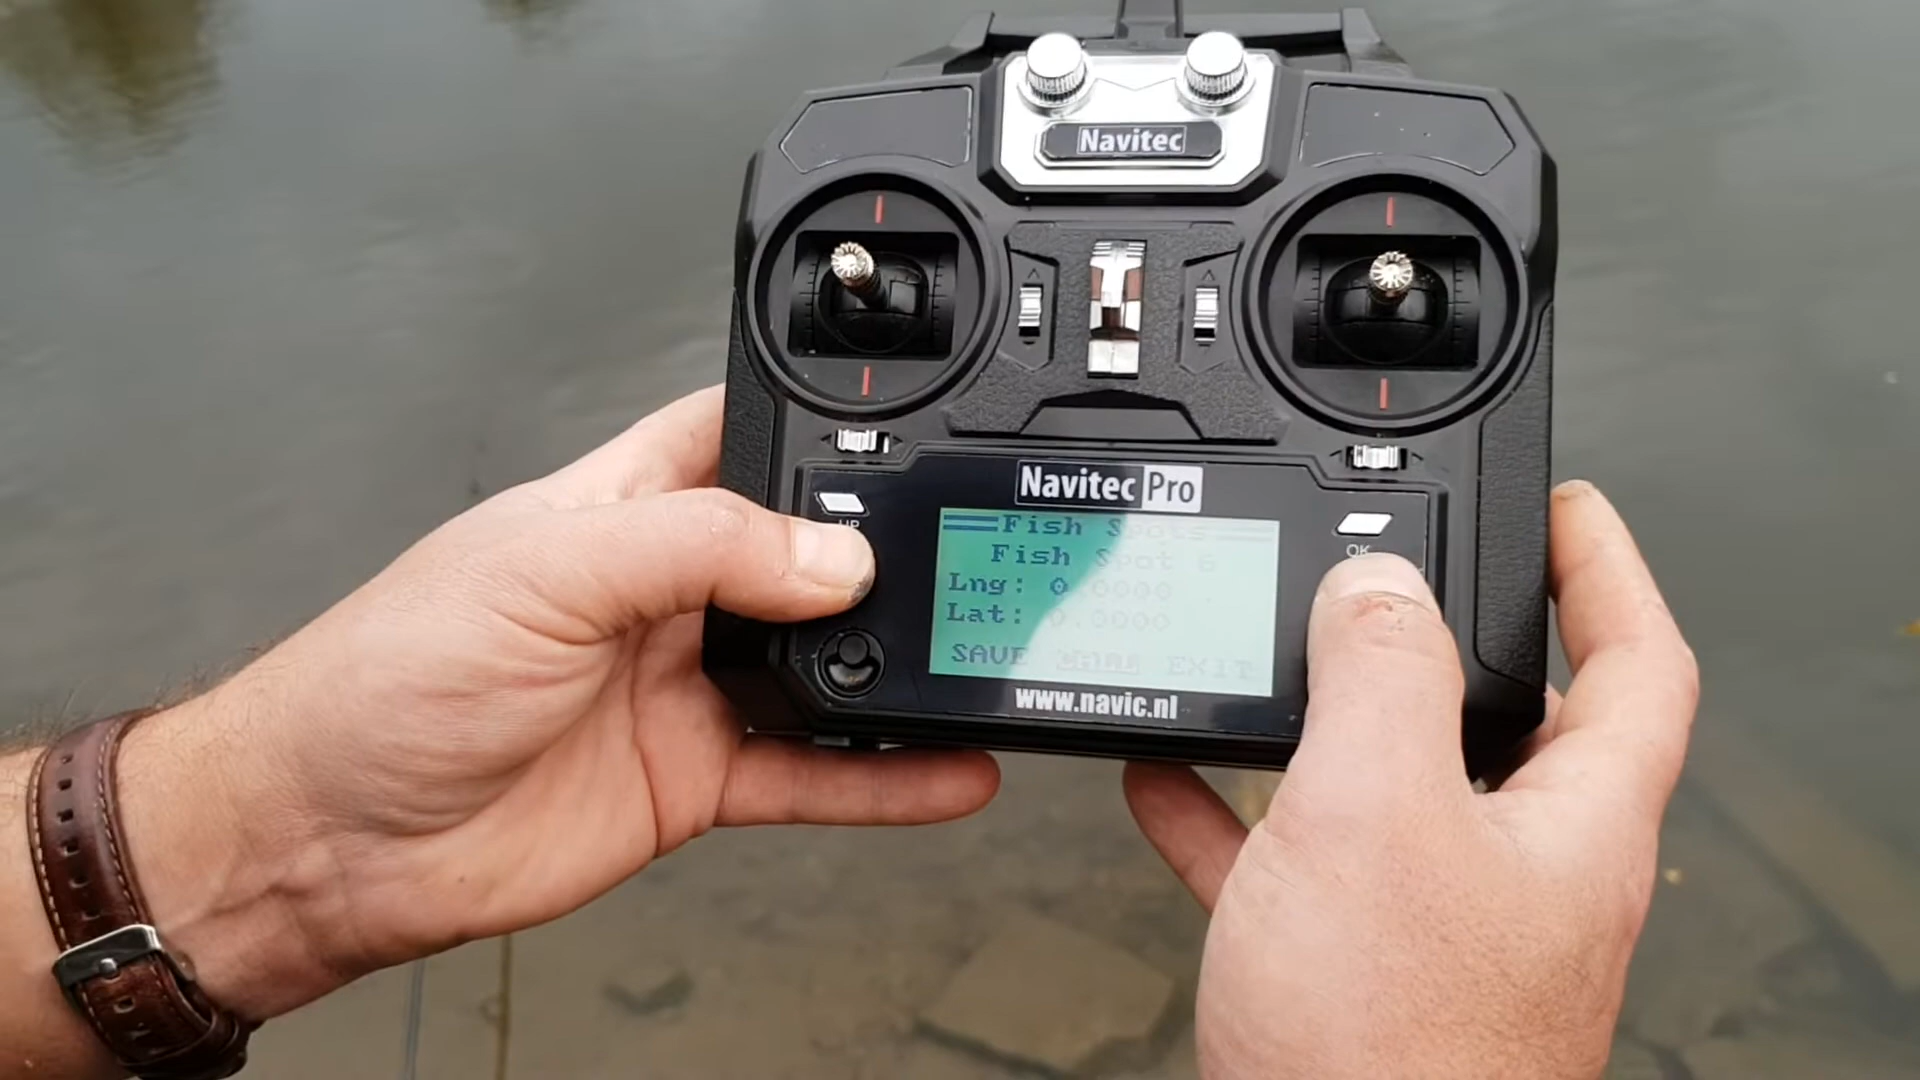 Navitec
Navitec Pro
UP
OK
Fish Spots
Fish Spot 6
Lng: 0.0000
Lat: 0.0000
SAVE EXIT
www.navic.nl